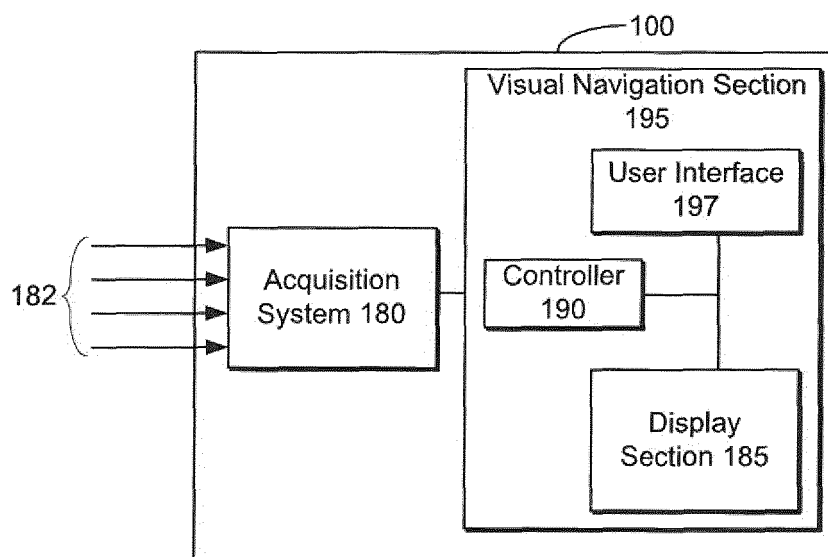 100
Visual Navigation Section
195
User Interface
197
Acquisition
System 180
182
Controller
190
Display
Section 185